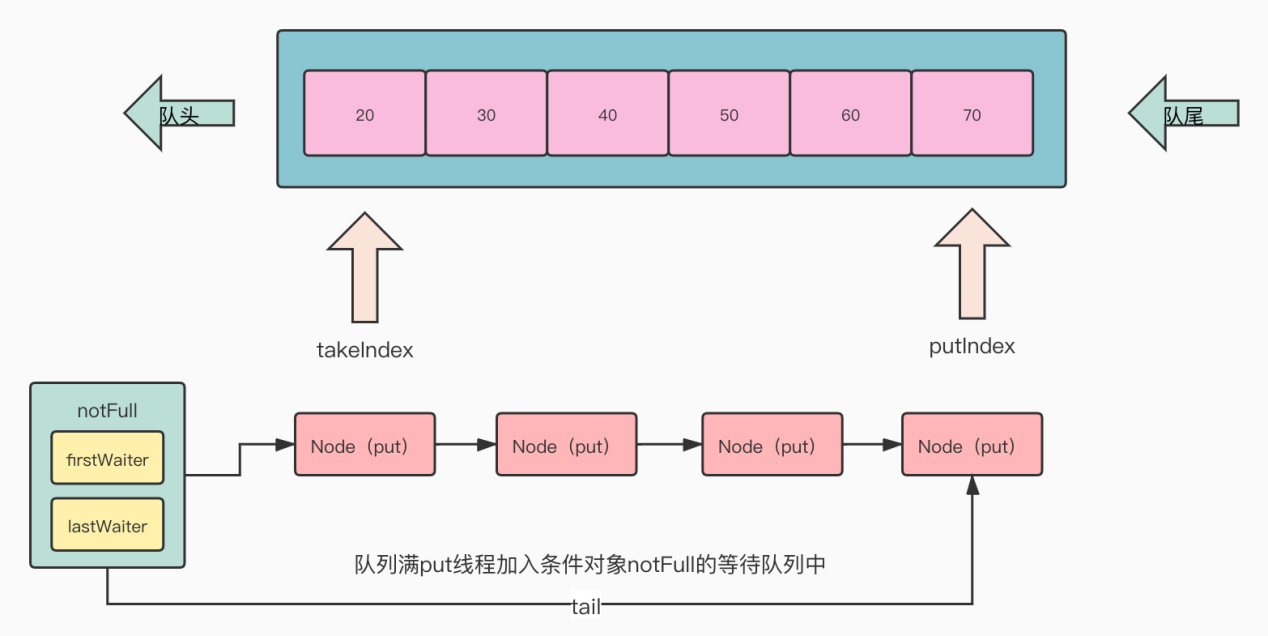 队头
20
30
40
50
60
70
队尾
takeIndex
putIndex
notFull
firstWaiter
lastWaiter
Node（put）
Node（put）
Node（put）
Node（put）
队列满put线程加入条件对象notFull的等待队列中
tail